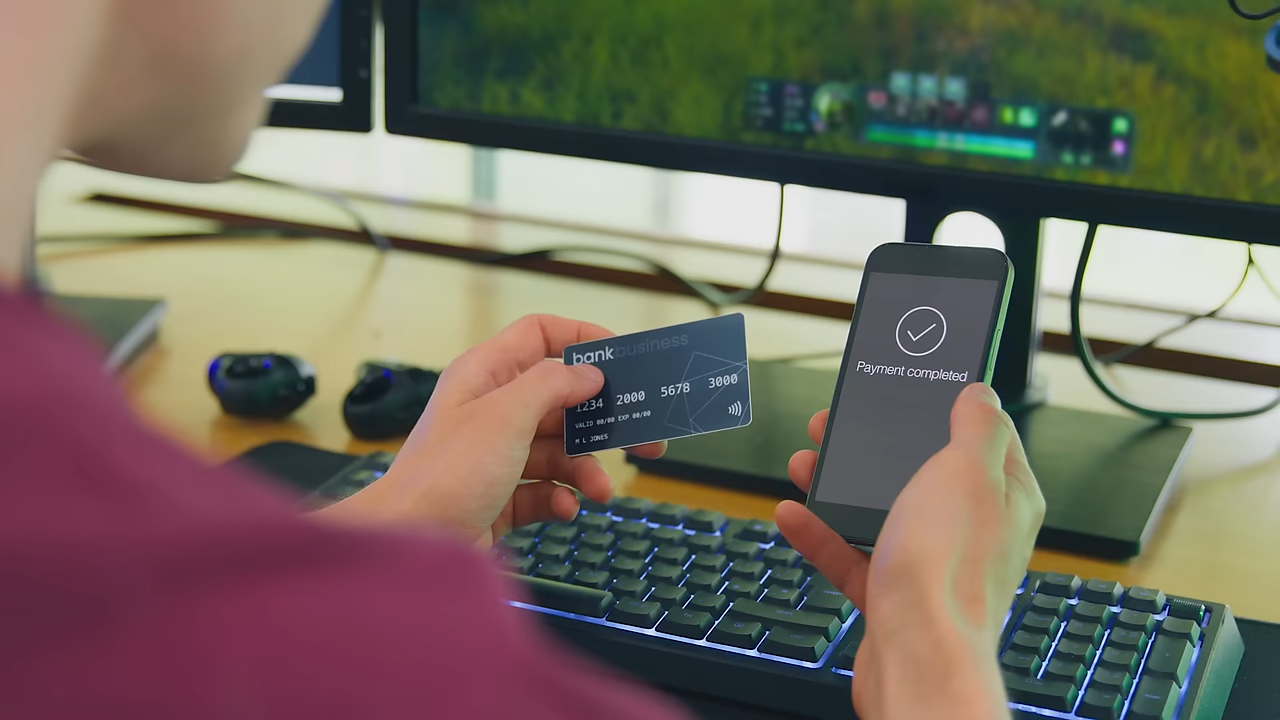 bankbusiness
1234 2000 5678 3000
VALID 00/00 EXP 00/00
M L JONES
Payment completed